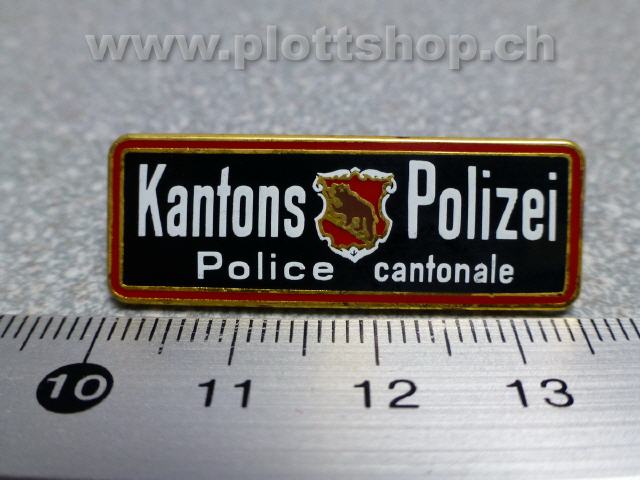 www.plottshop.ch
Kantons Polizei
Police cantonale
10 11 12 13